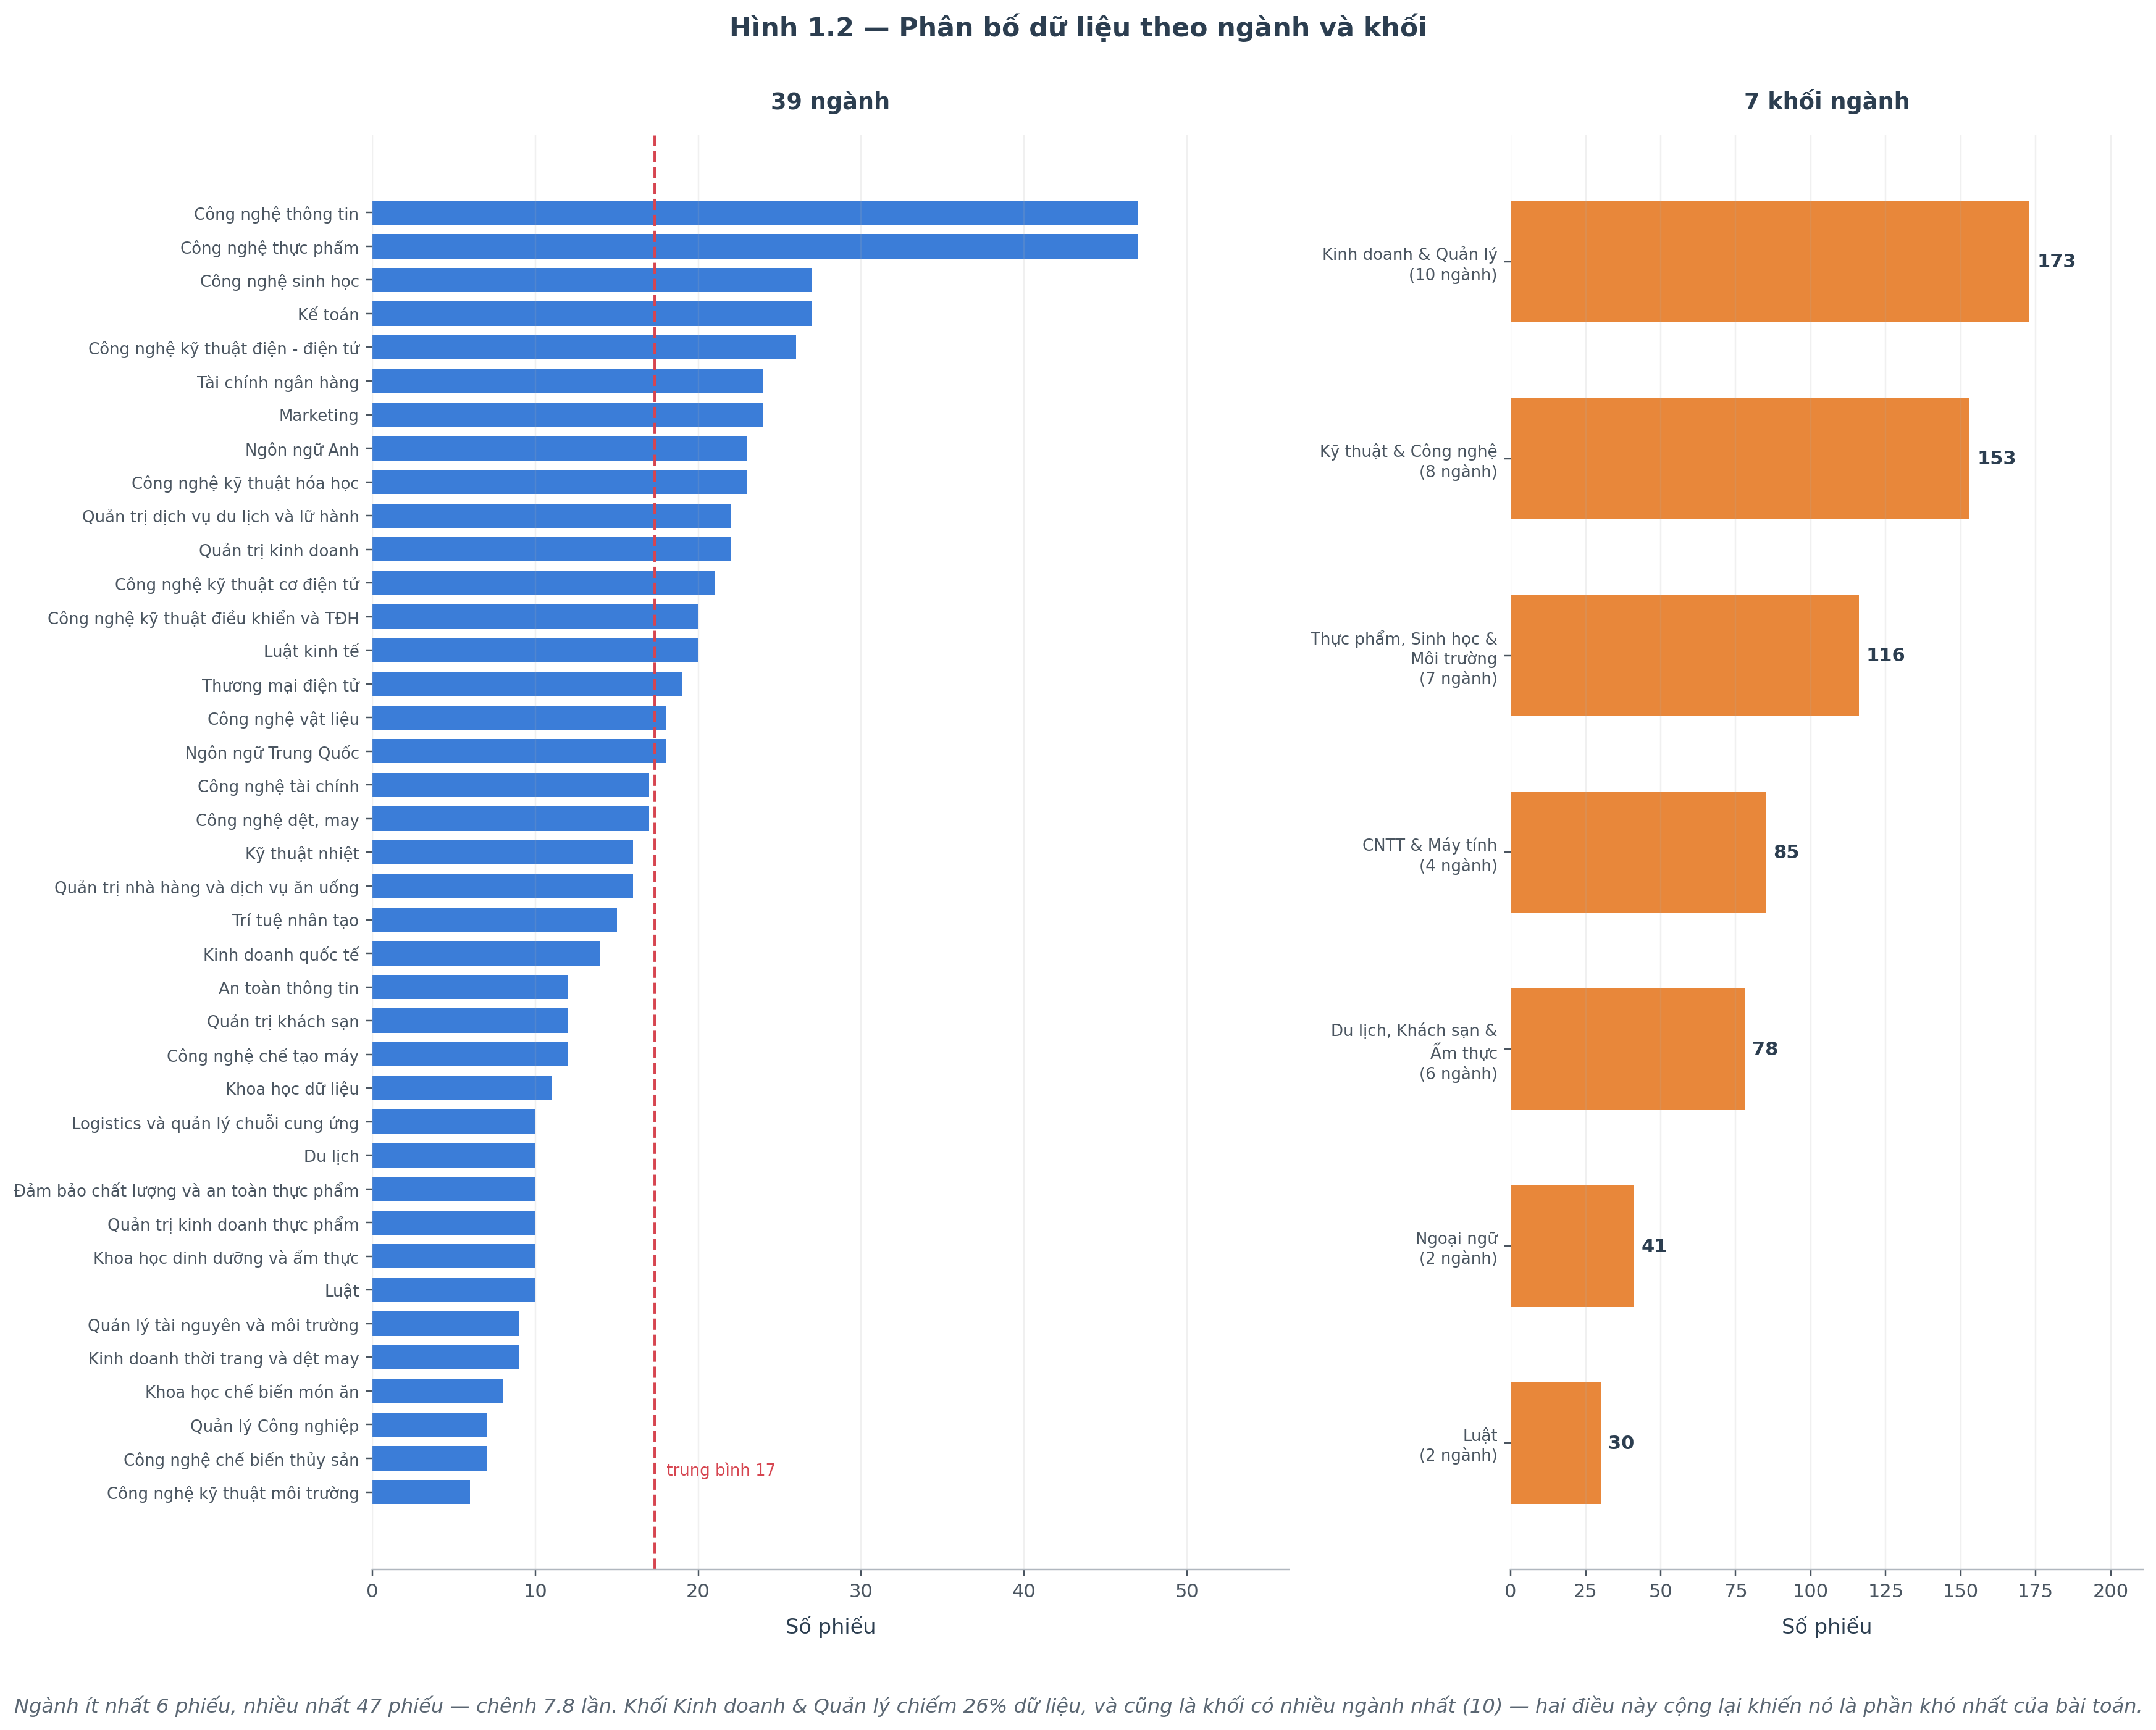 Hình 1.2 — Phân bố dữ liệu theo ngành và khối
39 ngành
Công nghệ thông tin
Công nghệ thực phẩm
Công nghệ sinh học
Kế toán
Công nghệ kỹ thuật điện - điện tử
Tài chính ngân hàng
Marketing
Ngôn ngữ Anh
Công nghệ kỹ thuật hóa học
Quản trị dịch vụ du lịch và lữ hành
Quản trị kinh doanh
Công nghệ kỹ thuật cơ điện tử
Công nghệ kỹ thuật điều khiển và TĐH
Luật kinh tế
Thương mại điện tử
Công nghệ vật liệu
Ngôn ngữ Trung Quốc
Công nghệ tài chính
Công nghệ dệt, may
Kỹ thuật nhiệt
Quản trị nhà hàng và dịch vụ ăn uống
Trí tuệ nhân tạo
Kinh doanh quốc tế
An toàn thông tin
Quản trị khách sạn
Công nghệ chế tạo máy
Khoa học dữ liệu
Logistics và quản lý chuỗi cung ứng
Du lịch
Đảm bảo chất lượng và an toàn thực phẩm
Quản trị kinh doanh thực phẩm
Khoa học dinh dưỡng và ẩm thực
Luật
Quản lý tài nguyên và môi trường
Kinh doanh thời trang và dệt may
Khoa học chế biến món ăn
Quản lý Công nghiệp
Công nghệ chế biến thủy sản
Công nghệ kỹ thuật môi trường
trung bình 17
0 10 20 30 40 50
Số phiếu
7 khối ngành
Kinh doanh & Quản lý
(10 ngành)
173
Kỹ thuật & Công nghệ
(8 ngành)
153
Thực phẩm, Sinh học &
Môi trường
(7 ngành)
116
CNTT & Máy tính
(4 ngành)
85
Du lịch, Khách sạn &
Ẩm thực
(6 ngành)
78
Ngoại ngữ
(2 ngành)
41
Luật
(2 ngành)
30
0 25 50 75 100 125 150 175 200
Số phiếu
Ngành ít nhất 6 phiếu, nhiều nhất 47 phiếu — chênh 7.8 lần. Khối Kinh doanh & Quản lý chiếm 26% dữ liệu, và cũng là khối có nhiều ngành nhất (10) — hai điều này cộng lại khiến nó là phần khó nhất của bài toán.